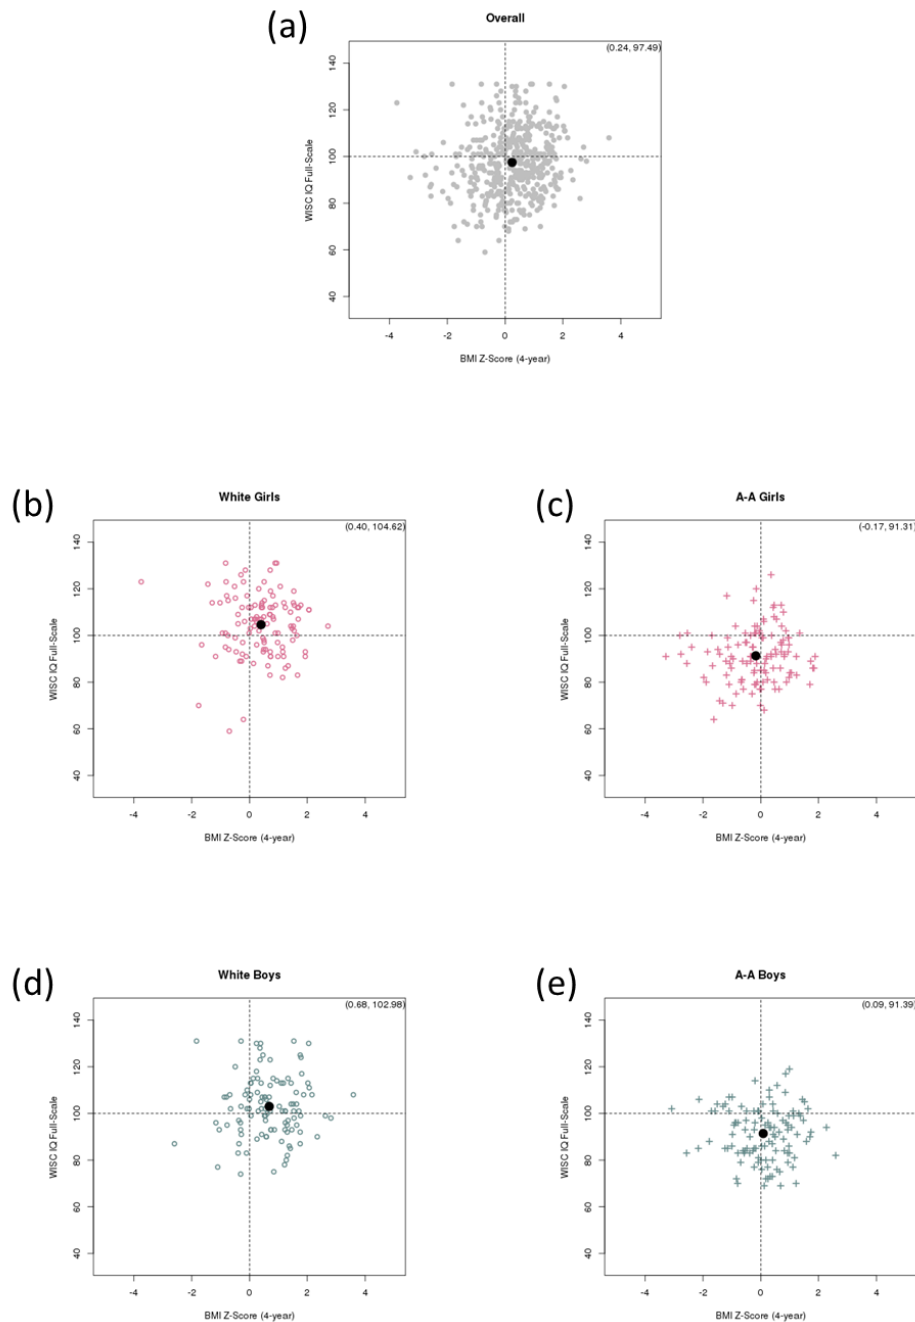 (a)
Overall
(0.24, 97.49)
140
120
100
80
60
40
WISC IQ Full-Scale
-4 -2 0 2 4
BMI Z-Score (4-year)
(b)
White Girls
(0.40, 104.62)
140
120
100
80
60
40
WISC IQ Full-Scale
-4 -2 0 2 4
BMI Z-Score (4-year)
(c)
A-A Girls
(-0.17, 91.31)
140
120
100
80
60
40
WISC IQ Full-Scale
-4 -2 0 2 4
BMI Z-Score (4-year)
(d)
White Boys
(0.68, 102.98)
140
120
100
80
60
40
WISC IQ Full-Scale
-4 -2 0 2 4
BMI Z-Score (4-year)
(e)
A-A Boys
(0.09, 91.39)
140
120
100
80
60
40
WISC IQ Full-Scale
-4 -2 0 2 4
BMI Z-Score (4-year)